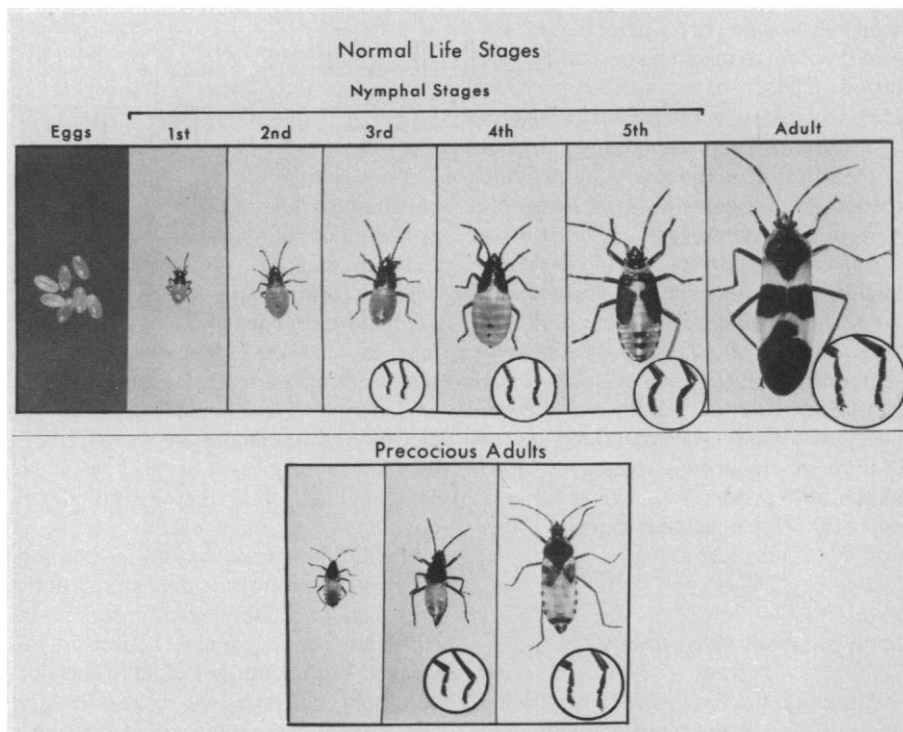 Normal Life Stages
Nymphal Stages
Eggs 1st 2nd 3rd 4th 5th Adult
Precocious Adults